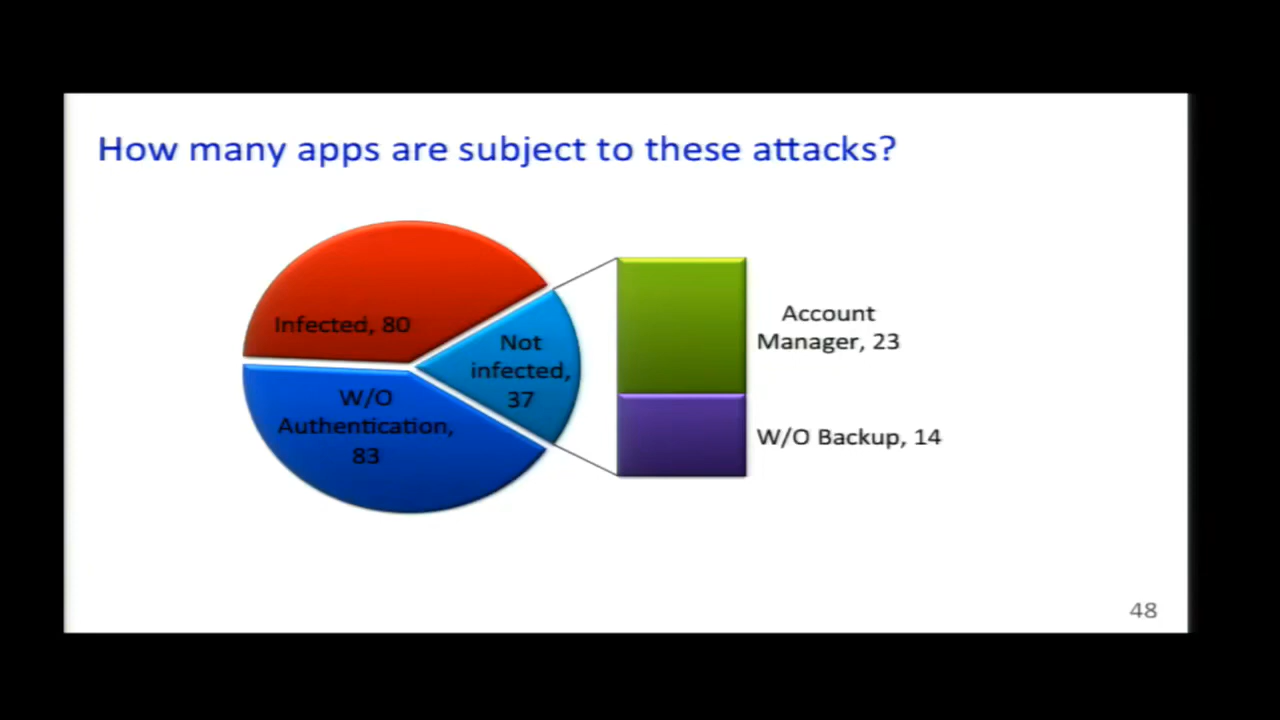 How many apps are subject to these attacks?
Infected, 80
Not
infected,
37
W/O
Authentication,
83
Account
Manager, 23
W/O Backup, 14
48